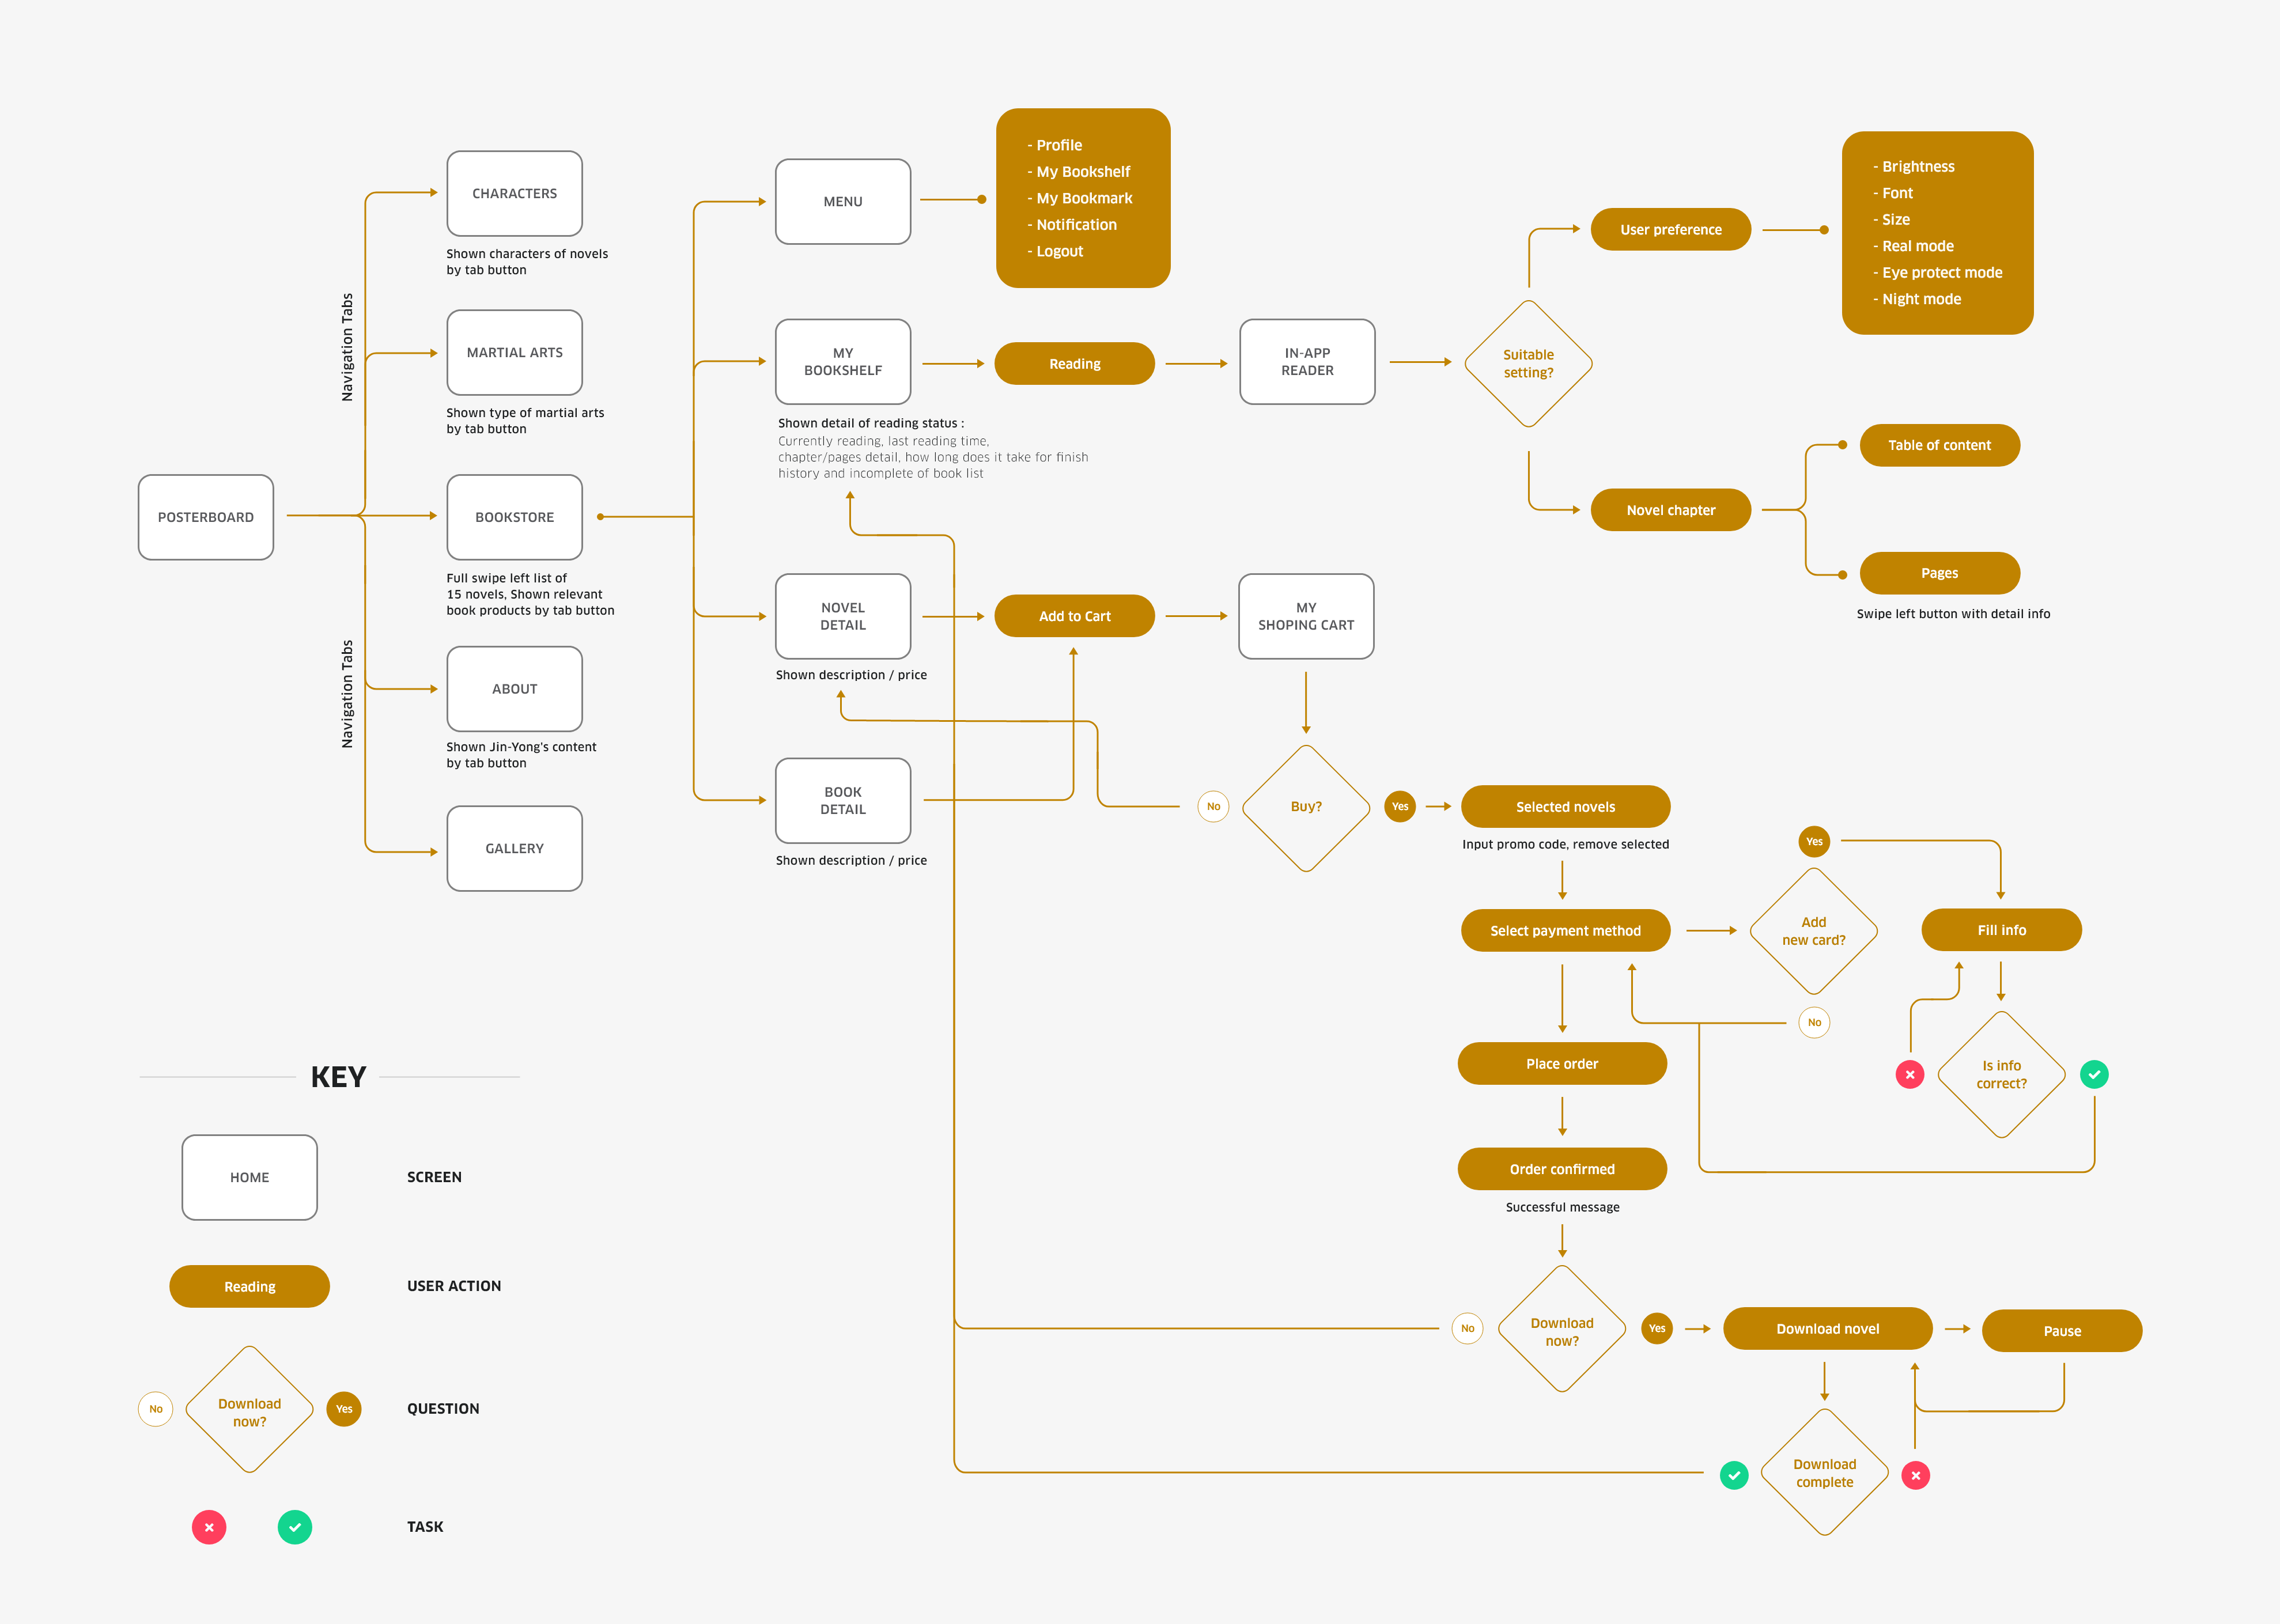 Navigation Tabs
Navigation Tabs
POSTERBOARD
CHARACTERS
Shown characters of novels
by tab button
MARTIAL ARTS
Shown type of martial arts
by tab button
BOOKSTORE
Full swipe left list of
15 novels, Shown relevant
book products by tab button
ABOUT
Shown Jin-Yong's content
by tab button
GALLERY
MENU
- Profile
- My Bookshelf
- My Bookmark
- Notification
- Logout
MY
BOOKSHELF
Shown detail of reading status :
Currently reading, last reading time,
chapter/pages detail, how long does it take for finish
history and incomplete of book list
Reading
IN-APP
READER
Suitable
setting?
User preference
- Brightness
- Font
- Size
- Real mode
- Eye protect mode
- Night mode
Novel chapter
Table of content
Pages
Swipe left button with detail info
NOVEL
DETAIL
Shown description / price
Add to Cart
MY
SHOPING CART
BOOK
DETAIL
Shown description / price
No
Buy?
Yes
Selected novels
Input promo code, remove selected
Select payment method
Yes
Add
new card?
No
Fill info
Is info
correct?
Place order
Order confirmed
Successful message
No
Download
now?
Yes
Download novel
Pause
Download
complete
KEY
HOME
SCREEN
Reading
USER ACTION
No
Download
now?
Yes
QUESTION
TASK